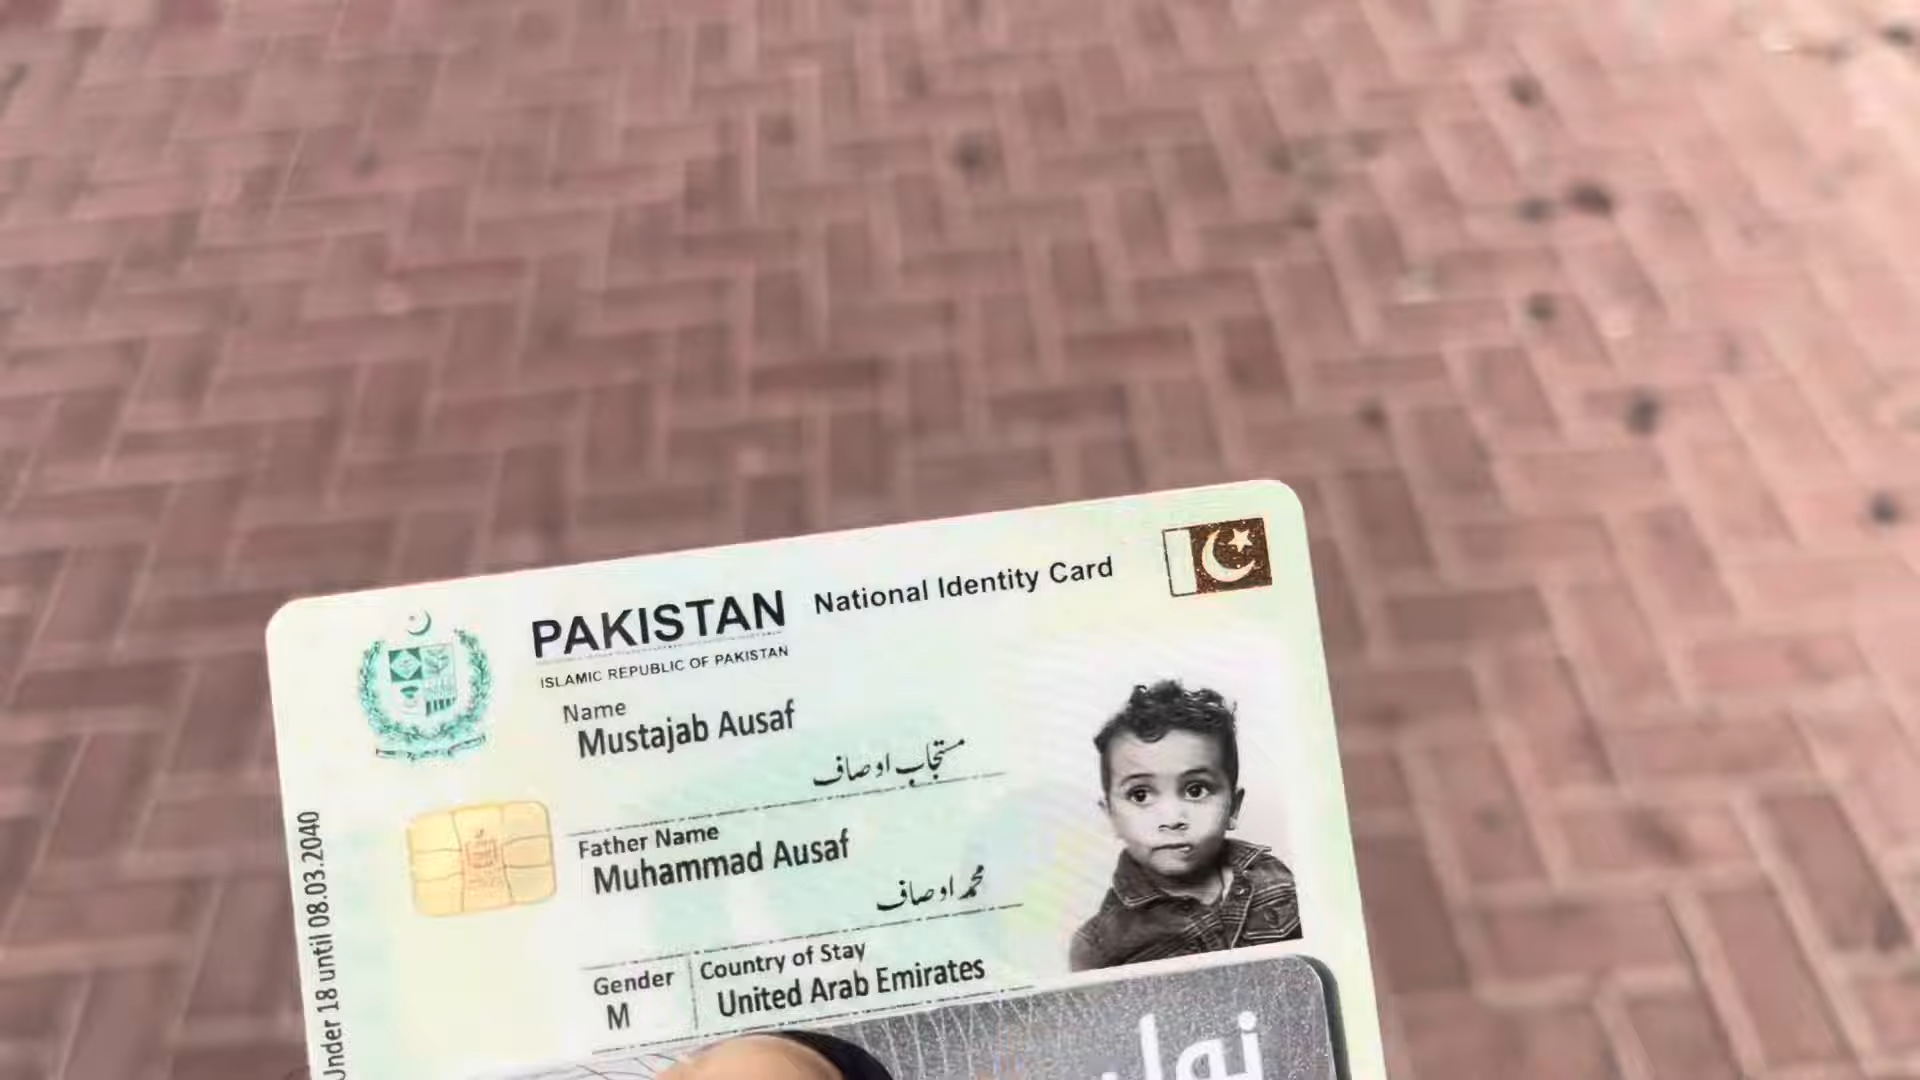 PAKISTAN National Identity Card
ISLAMIC REPUBLIC OF PAKISTAN
Name
Mustajab Ausaf
مستجاب اوصاف
Father Name
Muhammad Ausaf
محمد اوصاف
Gender
M
Country of Stay
United Arab Emirates
Under 18 until 08.03.2040
نول